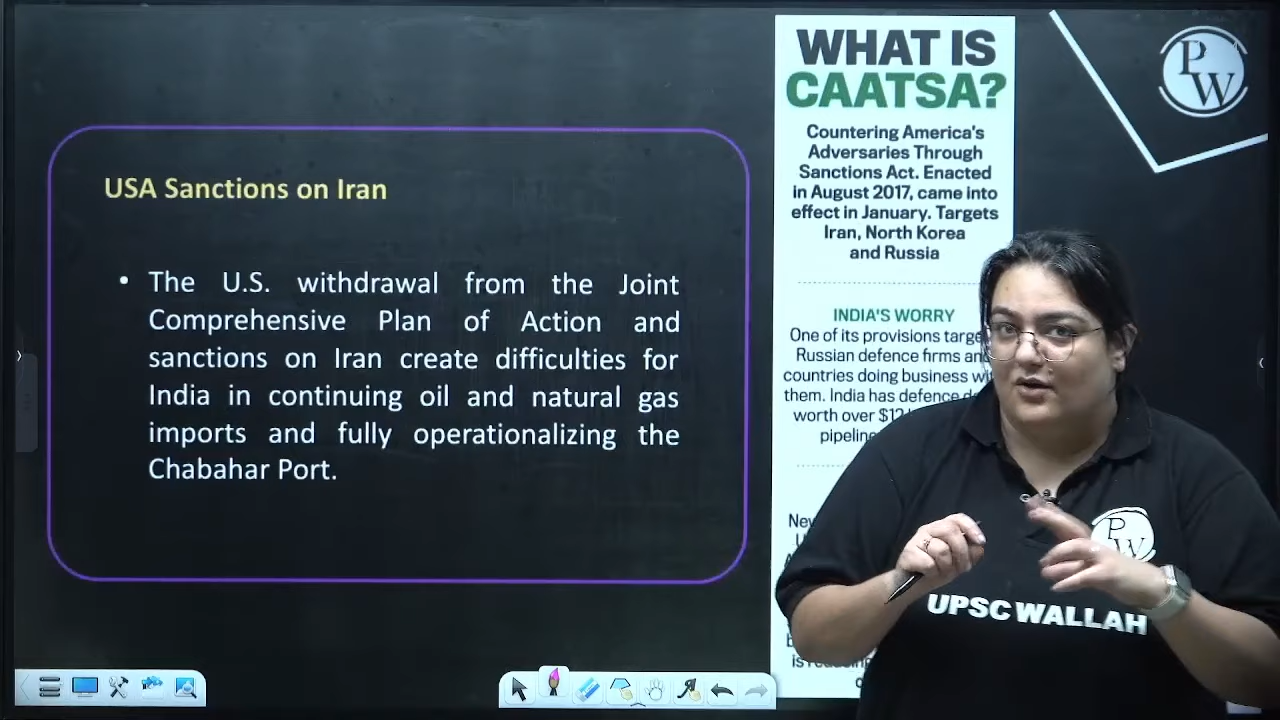 USA Sanctions on Iran
• The U.S. withdrawal from the Joint
Comprehensive Plan of Action and
sanctions on Iran create difficulties for
India in continuing oil and natural gas
imports and fully operationalizing the
Chabahar Port.
WHAT IS
CAATSA?
Countering America's
Adversaries Through
Sanctions Act. Enacted
in August 2017, came into
effect in January. Targets
Iran, North Korea
and Russia
INDIA'S WORRY
One of its provisions
Russian defence firms
countries doing business
them. India has defence
worth over
PW
PW
UPSC WALLAH